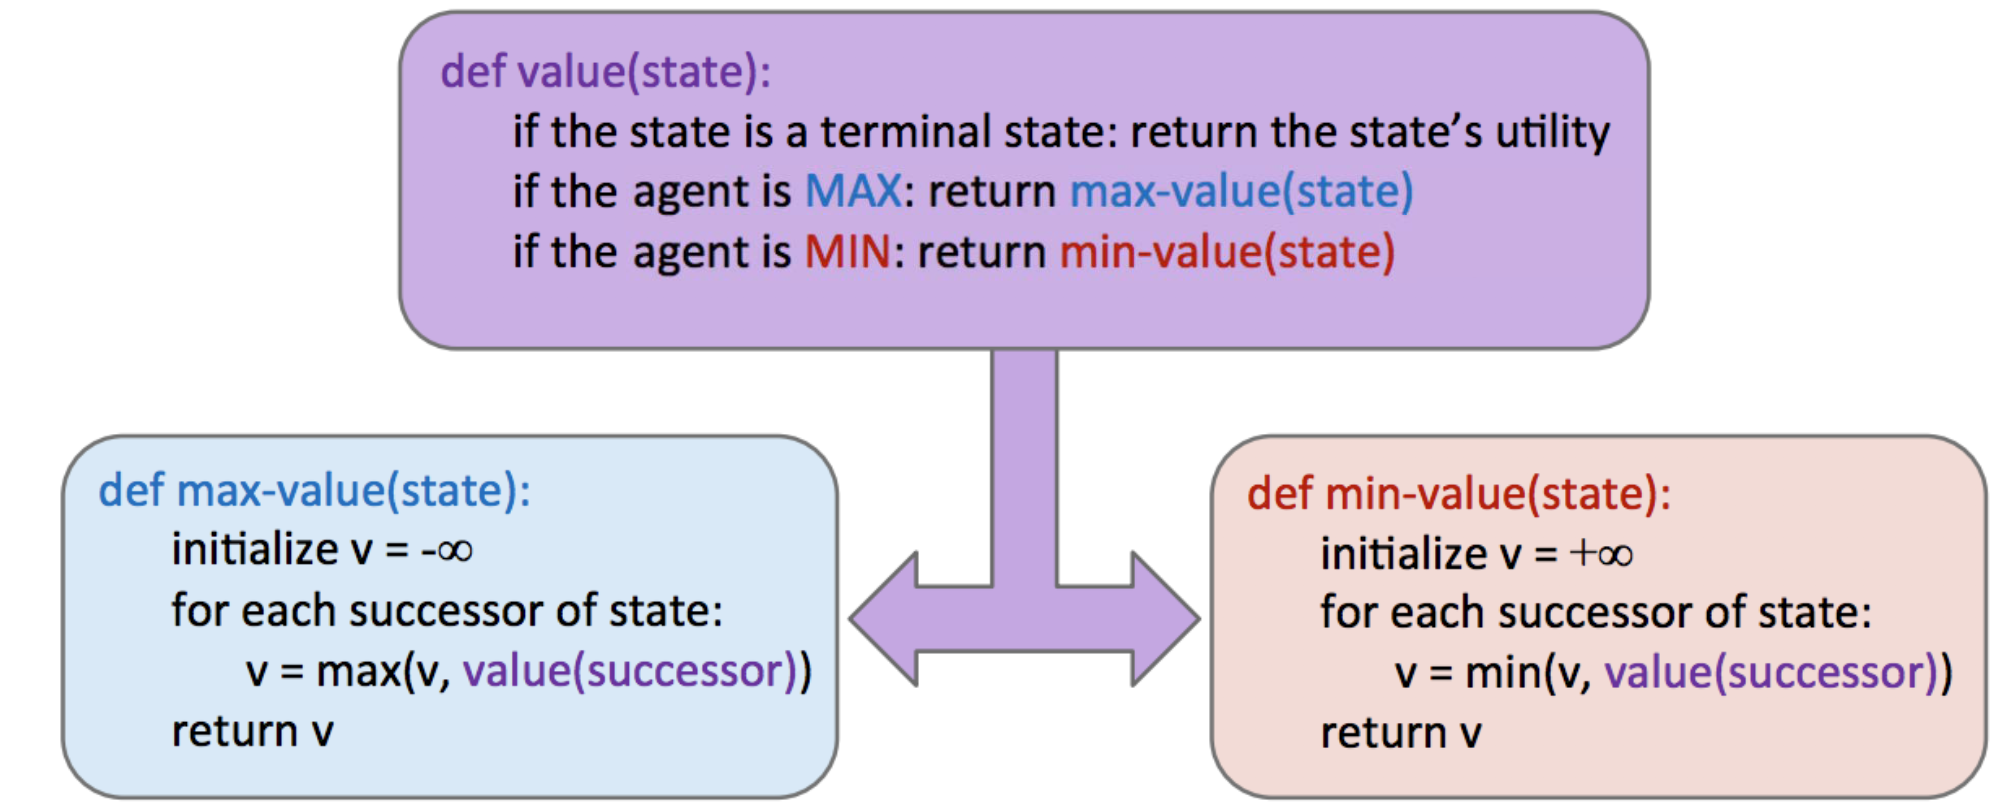 def value(state):
if the state is a terminal state: return the state’s utility
if the agent is MAX: return max-value(state)
if the agent is MIN: return min-value(state)
def max-value(state):
initialize v = -∞
for each successor of state:
v = max(v, value(successor))
return v
def min-value(state):
initialize v = +∞
for each successor of state:
v = min(v, value(successor))
return v